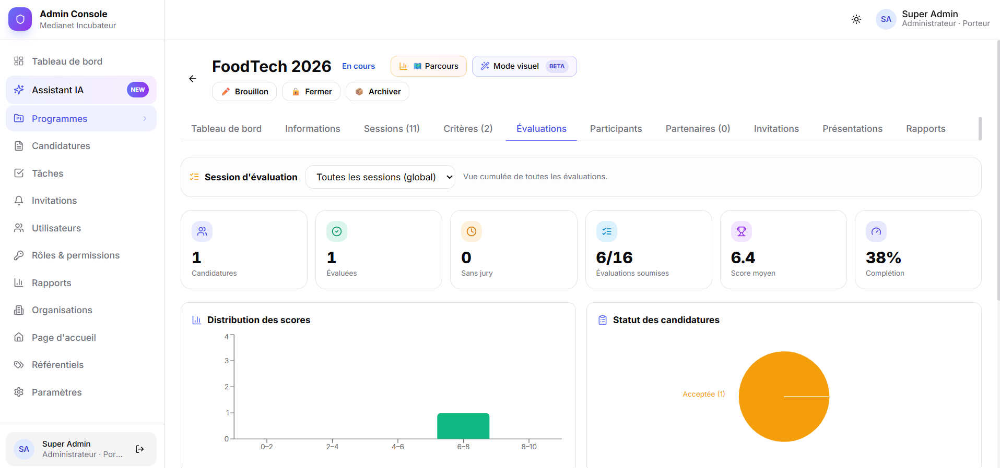 Admin Console
Medianet Incubateur
SA
Super Admin
Administrateur · Porteur
Tableau de bord
Assistant IA
NEW
Programmes
Candidatures
Tâches
Invitations
Utilisateurs
Rôles & permissions
Rapports
Organisations
Page d'accueil
Référentiels
Paramètres
SA
Super Admin
Administrateur · Por...
FoodTech 2026
En cours
Parcours
Mode visuel
BETA
Brouillon
Fermer
Archiver
Tableau de bord
Informations
Sessions (11)
Critères (2)
Évaluations
Participants
Partenaires (0)
Invitations
Présentations
Rapports
Session d'évaluation
Toutes les sessions (global)
Vue cumulée de toutes les évaluations.
1
Candidatures
1
Évaluées
0
Sans jury
6/16
Évaluations soumises
6.4
Score moyen
38%
Complétion
Distribution des scores
4
3
2
1
0
0–2
2–4
4–6
6–8
8–10
Statut des candidatures
Acceptée (1)